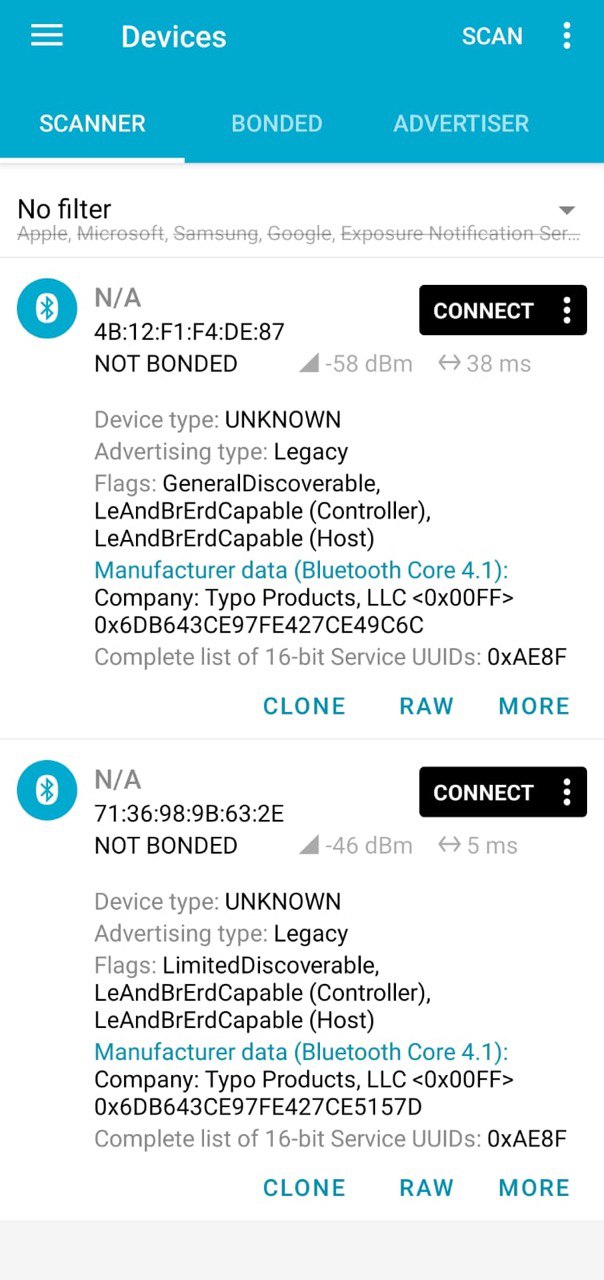 Devices SCAN
SCANNER BONDED ADVERTISER
No filter
Apple, Microsoft, Samsung, Google, Exposure Notification Ser...
N/A
4B:12:F1:F4:DE:87
CONNECT
NOT BONDED -58 dBm 38 ms
Device type: UNKNOWN
Advertising type: Legacy
Flags: GeneralDiscoverable,
LeAndBrErdCapable (Controller),
LeAndBrErdCapable (Host)
Manufacturer data (Bluetooth Core 4.1):
Company: Typo Products, LLC <0x00FF>
0x6DB643CE97FE427CE49C6C
Complete list of 16-bit Service UUIDs: 0xAE8F
CLONE RAW MORE
N/A
71:36:98:9B:63:2E
CONNECT
NOT BONDED -46 dBm 5 ms
Device type: UNKNOWN
Advertising type: Legacy
Flags: LimitedDiscoverable,
LeAndBrErdCapable (Controller),
LeAndBrErdCapable (Host)
Manufacturer data (Bluetooth Core 4.1):
Company: Typo Products, LLC <0x00FF>
0x6DB643CE97FE427CE5157D
Complete list of 16-bit Service UUIDs: 0xAE8F
CLONE RAW MORE